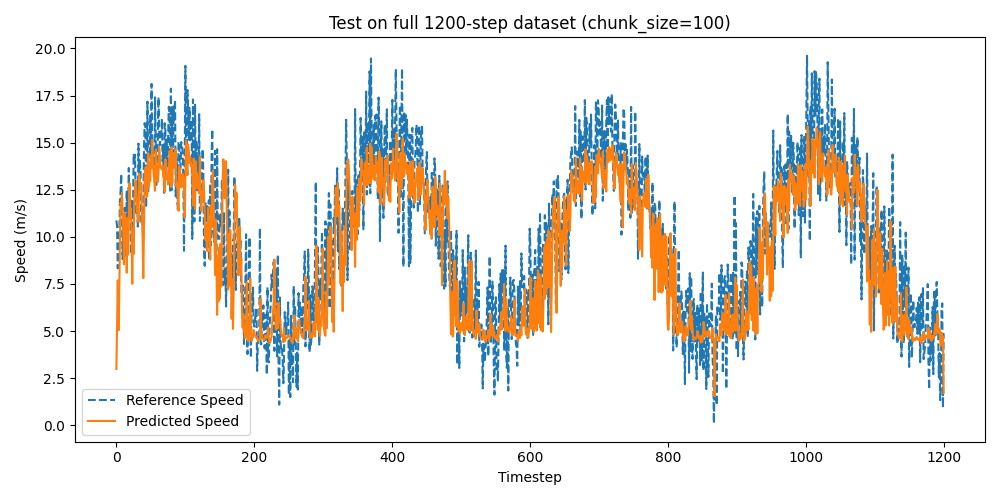 Test on full 1200-step dataset (chunk_size=100)
20.0
17.5
15.0
12.5
10.0
7.5
5.0
2.5
0.0
Speed (m/s)
Reference Speed
Predicted Speed
0 200 400 600 800 1000 1200
Timestep